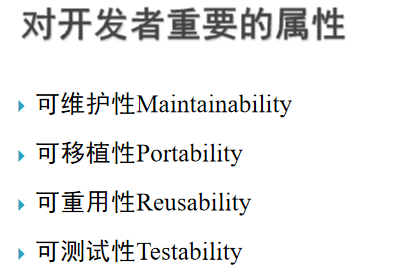 对开发者重要的属性
可维护性Maintainability
可移植性Portability
可重用性Reusability
可测试性Testability